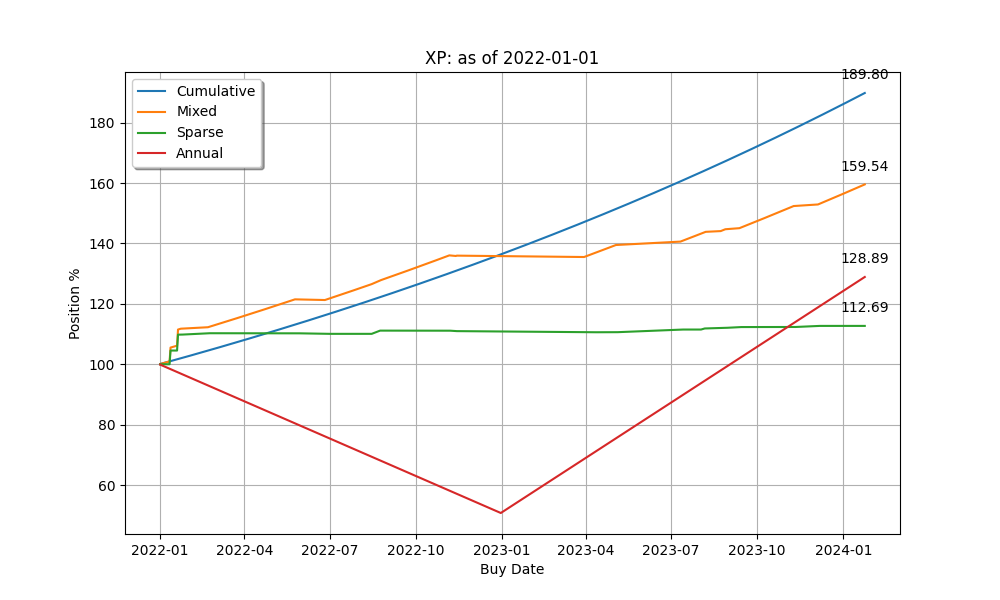 XP: as of 2022-01-01
Cumulative
Mixed
Sparse
Annual
189.80
159.54
128.89
112.69
Position %
180
160
140
120
100
80
60
2022-01 2022-04 2022-07 2022-10 2023-01 2023-04 2023-07 2023-10 2024-01
Buy Date